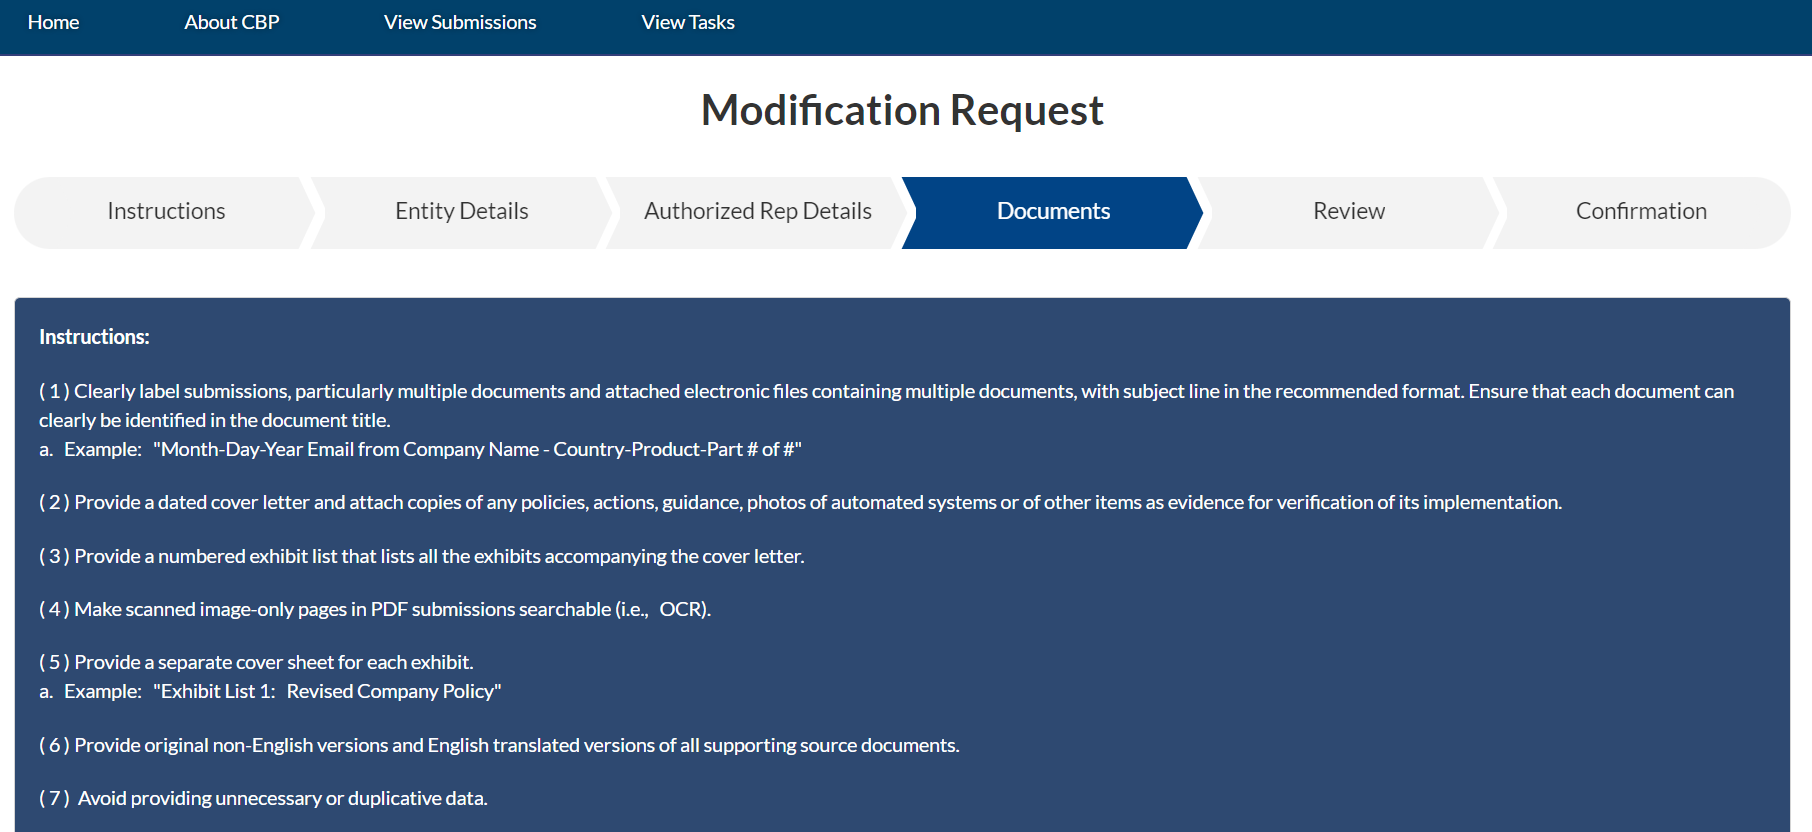 Home About CBP View Submissions View Tasks
Modification Request
Instructions Entity Details Authorized Rep Details Documents Review Confirmation
Instructions:
( 1 ) Clearly label submissions, particularly multiple documents and attached electronic files containing multiple documents, with subject line in the recommended format. Ensure that each document can
clearly be identified in the document title.
a. Example: "Month-Day-Year Email from Company Name - Country-Product-Part # of #"
( 2 ) Provide a dated cover letter and attach copies of any policies, actions, guidance, photos of automated systems or of other items as evidence for verification of its implementation.
( 3 ) Provide a numbered exhibit list that lists all the exhibits accompanying the cover letter.
( 4 ) Make scanned image-only pages in PDF submissions searchable (i.e., OCR).
( 5 ) Provide a separate cover sheet for each exhibit.
a. Example: "Exhibit List 1: Revised Company Policy"
( 6 ) Provide original non-English versions and English translated versions of all supporting source documents.
( 7 ) Avoid providing unnecessary or duplicative data.